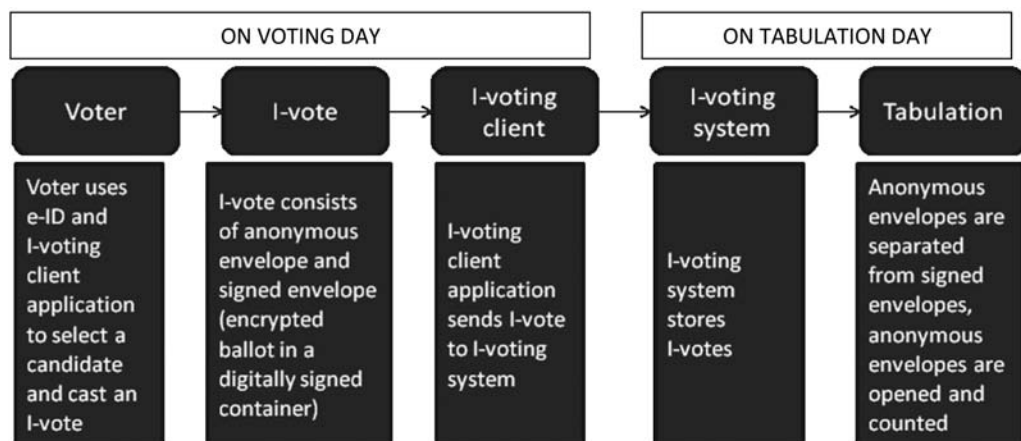 ON VOTING DAY
ON TABULATION DAY
Voter
I-vote
I-voting
client
I-voting
system
Tabulation
Voter uses
e-ID and
I-voting
client
application
to select a
candidate
and cast an
I-vote
I-vote consists
of anonymous
envelope and
signed envelope
(encrypted
ballot in a
digitally signed
container)
I-voting
client
application
sends I-vote
to I-voting
system
I-voting
system
stores
I-votes
Anonymous
envelopes are
separated
from signed
envelopes,
anonymous
envelopes are
opened and
counted